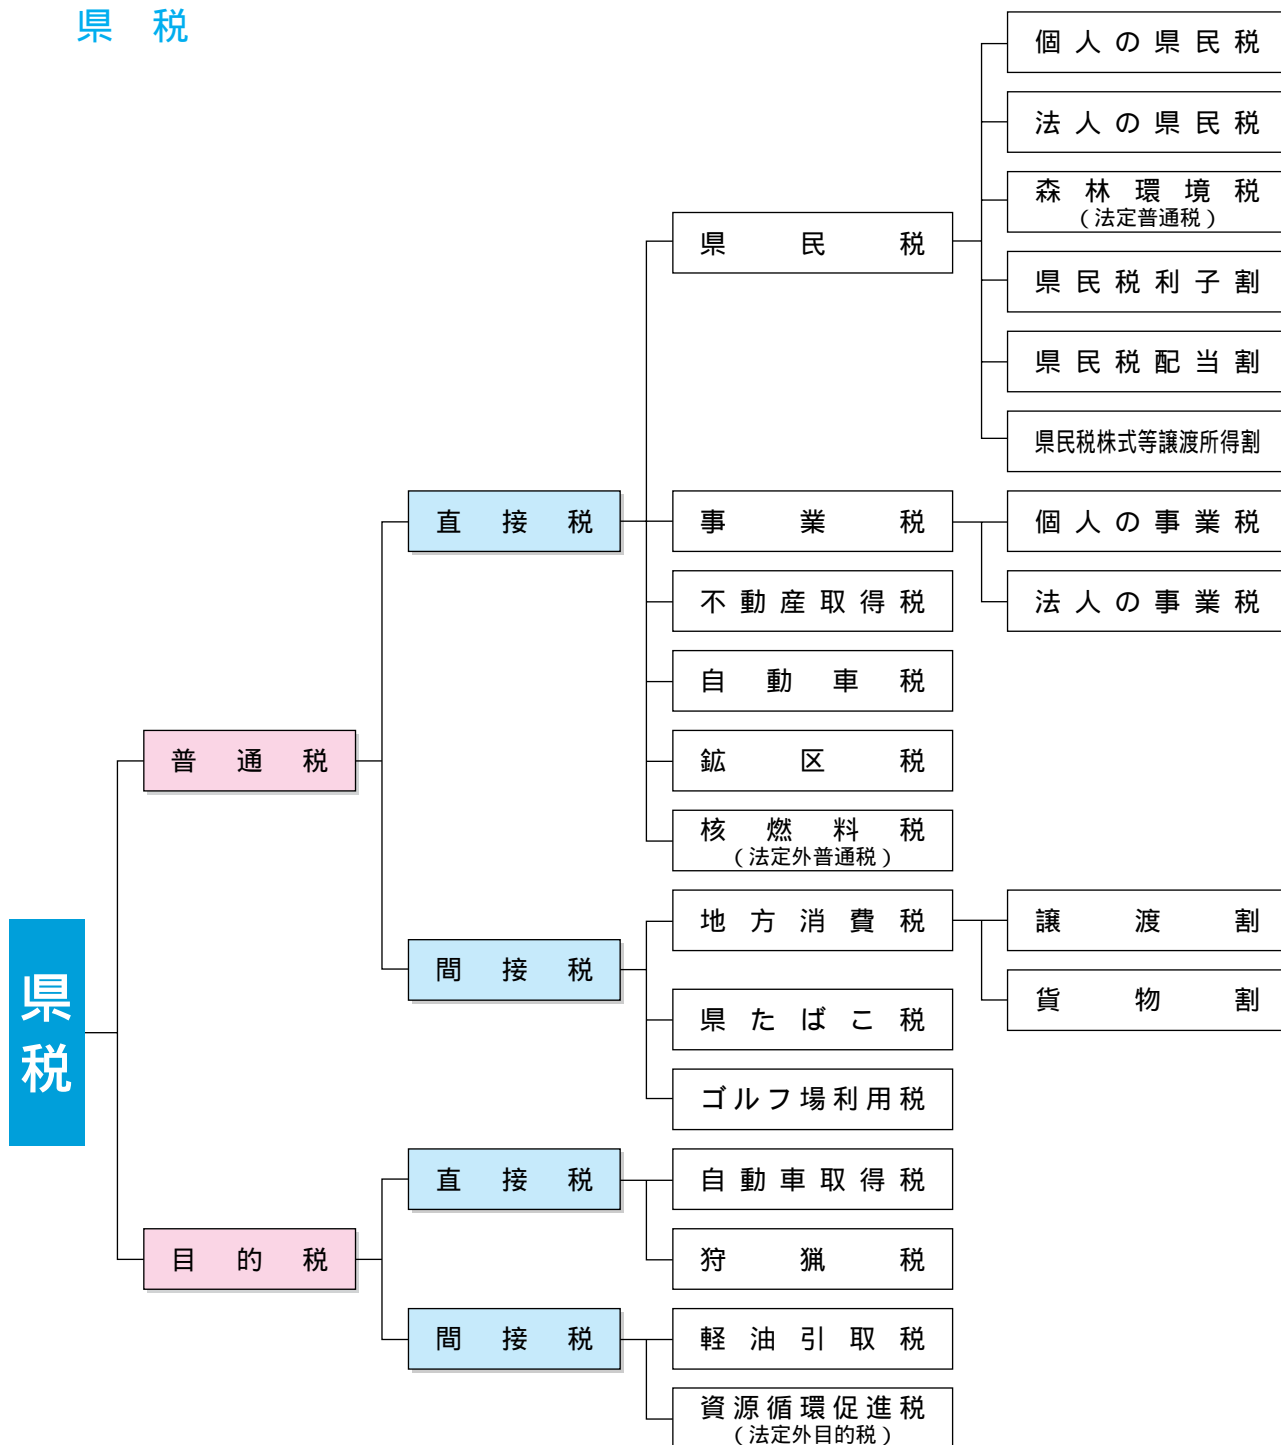 県税
個人の県民税
法人の県民税
森林環境税
(法定普通税)
県民税
県民税利子割
県民税配当割
県民税株式等譲渡所得割
直接税
事業税
個人の事業税
不動産取得税
法人の事業税
自動車税
普通税
鉱区税
核燃料税
(法定外普通税)
地方消費税
譲渡割
間接税
貨物割
県たばこ税
県税
ゴルフ場利用税
直接税
自動車取得税
目的税
狩猟税
間接税
軽油引取税
資源循環促進税
(法定外目的税)